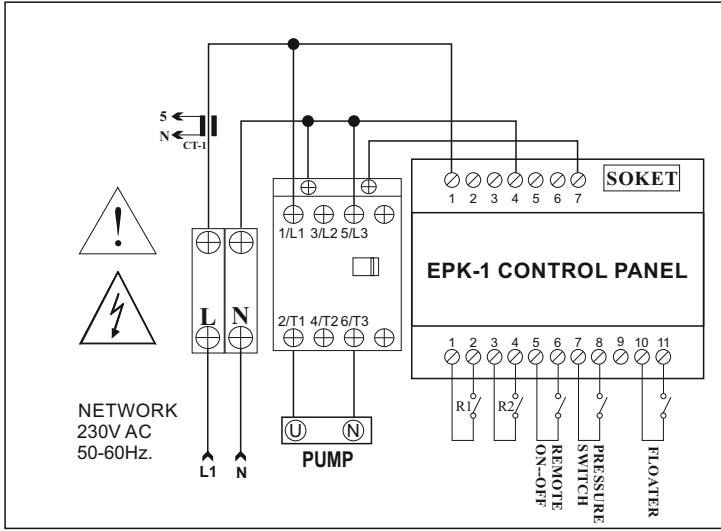 5
N
CT-1
SOKET
1 2 3 4 5 6 7
1/L1 3/L2 5/L3
EPK-1 CONTROL PANEL
L N
2/T1 4/T2 6/T3
1 2 3 4 5 6 7 8 9 10 11
R1
R2
REMOTE
ON--OFF
PRESSURE
SWITCH
FLOATER
NETWORK
230V AC
50-60Hz.
L1 N
U N
PUMP
!